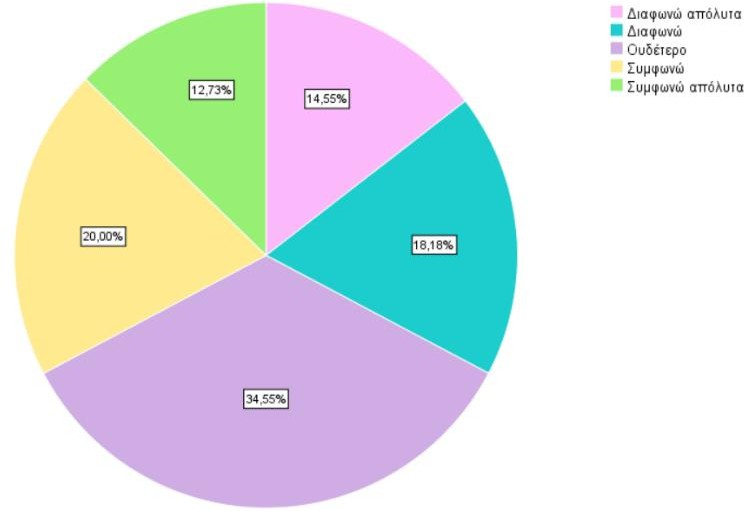 Διαφωνώ απόλυτα
Διαφωνώ
Ουδέτερο
Συμφωνώ
Συμφωνώ απόλυτα
12,73%
14,55%
20,00%
18,18%
34,55%